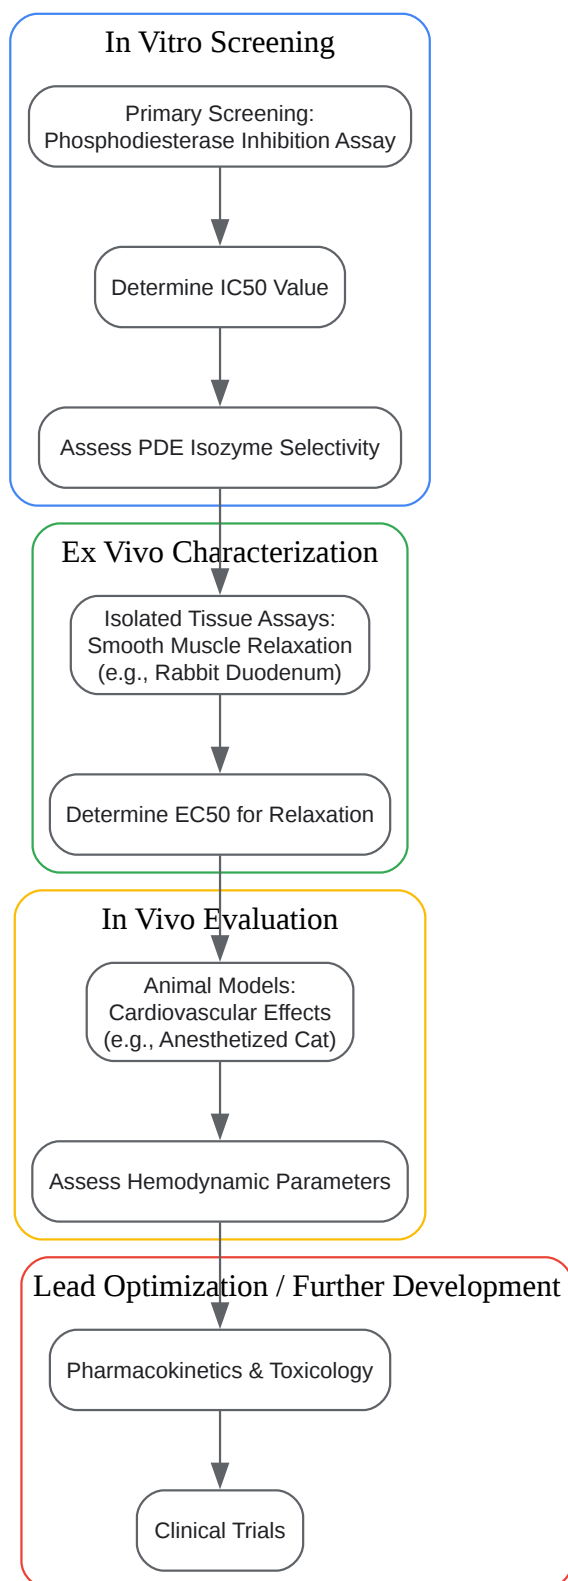 In Vitro Screening
Primary Screening:
Phosphodiesterase Inhibition Assay
Determine IC50 Value
Assess PDE Isozyme Selectivity
Ex Vivo Characterization
Isolated Tissue Assays:
Smooth Muscle Relaxation
(e.g., Rabbit Duodenum)
Determine EC50 for Relaxation
In Vivo Evaluation
Animal Models:
Cardiovascular Effects
(e.g., Anesthetized Cat)
Assess Hemodynamic Parameters
Lead Optimization / Further Development
Pharmacokinetics & Toxicology
Clinical Trials